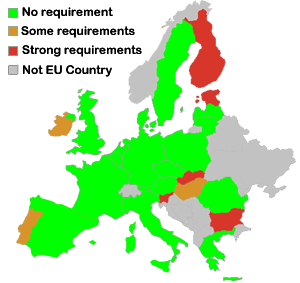 No requirement
Some requirements
Strong requirements
Not EU Country